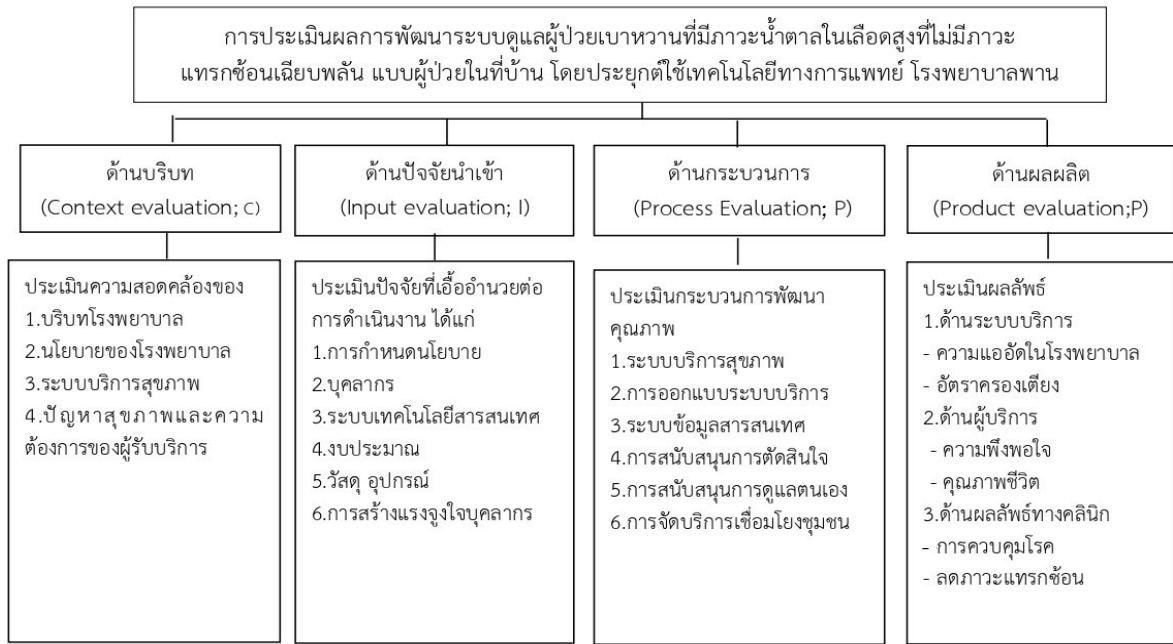 การประเมินผลการพัฒนาระบบดูแลผู้ป่วยเบาหวานที่มีภาวะน้ำตาลในเลือดสูงที่ไม่มีภาวะ
แทรกซ้อนเฉียบพลัน แบบผู้ป่วยในที่บ้าน โดยประยุกต์ใช้เทคโนโลยีทางการแพทย์ โรงพยาบาลพาน
ด้านบริบท
(Context evaluation; C)
ประเมินความสอดคล้องของ
1.บริบทโรงพยาบาล
2.นโยบายของโรงพยาบาล
3.ระบบบริการสุขภาพ
4.ปัญหาสุขภาพและความ
ต้องการของผู้รับบริการ
ด้านปัจจัยนำเข้า
(Input evaluation; I)
ประเมินปัจจัยที่เอื้ออำนวยต่อ
การดำเนินงาน ได้แก่
1.การกำหนดนโยบาย
2.บุคลากร
3.ระบบเทคโนโลยีสารสนเทศ
4.งบประมาณ
5.วัสดุ อุปกรณ์
6.การสร้างแรงจูงใจบุคลากร
ด้านกระบวนการ
(Process Evaluation; P)
ประเมินกระบวนการพัฒนา
คุณภาพ
1.ระบบบริการสุขภาพ
2.การออกแบบระบบบริการ
3.ระบบข้อมูลสารสนเทศ
4.การสนับสนุนการตัดสินใจ
5.การสนับสนุนการดูแลตนเอง
6.การจัดบริการเชื่อมโยงชุมชน
ด้านผลผลิต
(Product evaluation;P)
ประเมินผลลัพธ์
1.ด้านระบบบริการ
- ความแออัดในโรงพยาบาล
- อัตราครองเตียง
2.ด้านผู้บริการ
- ความพึงพอใจ
- คุณภาพชีวิต
3.ด้านผลลัพธ์ทางคลินิก
- การควบคุมโรค
- ลดภาวะแทรกซ้อน